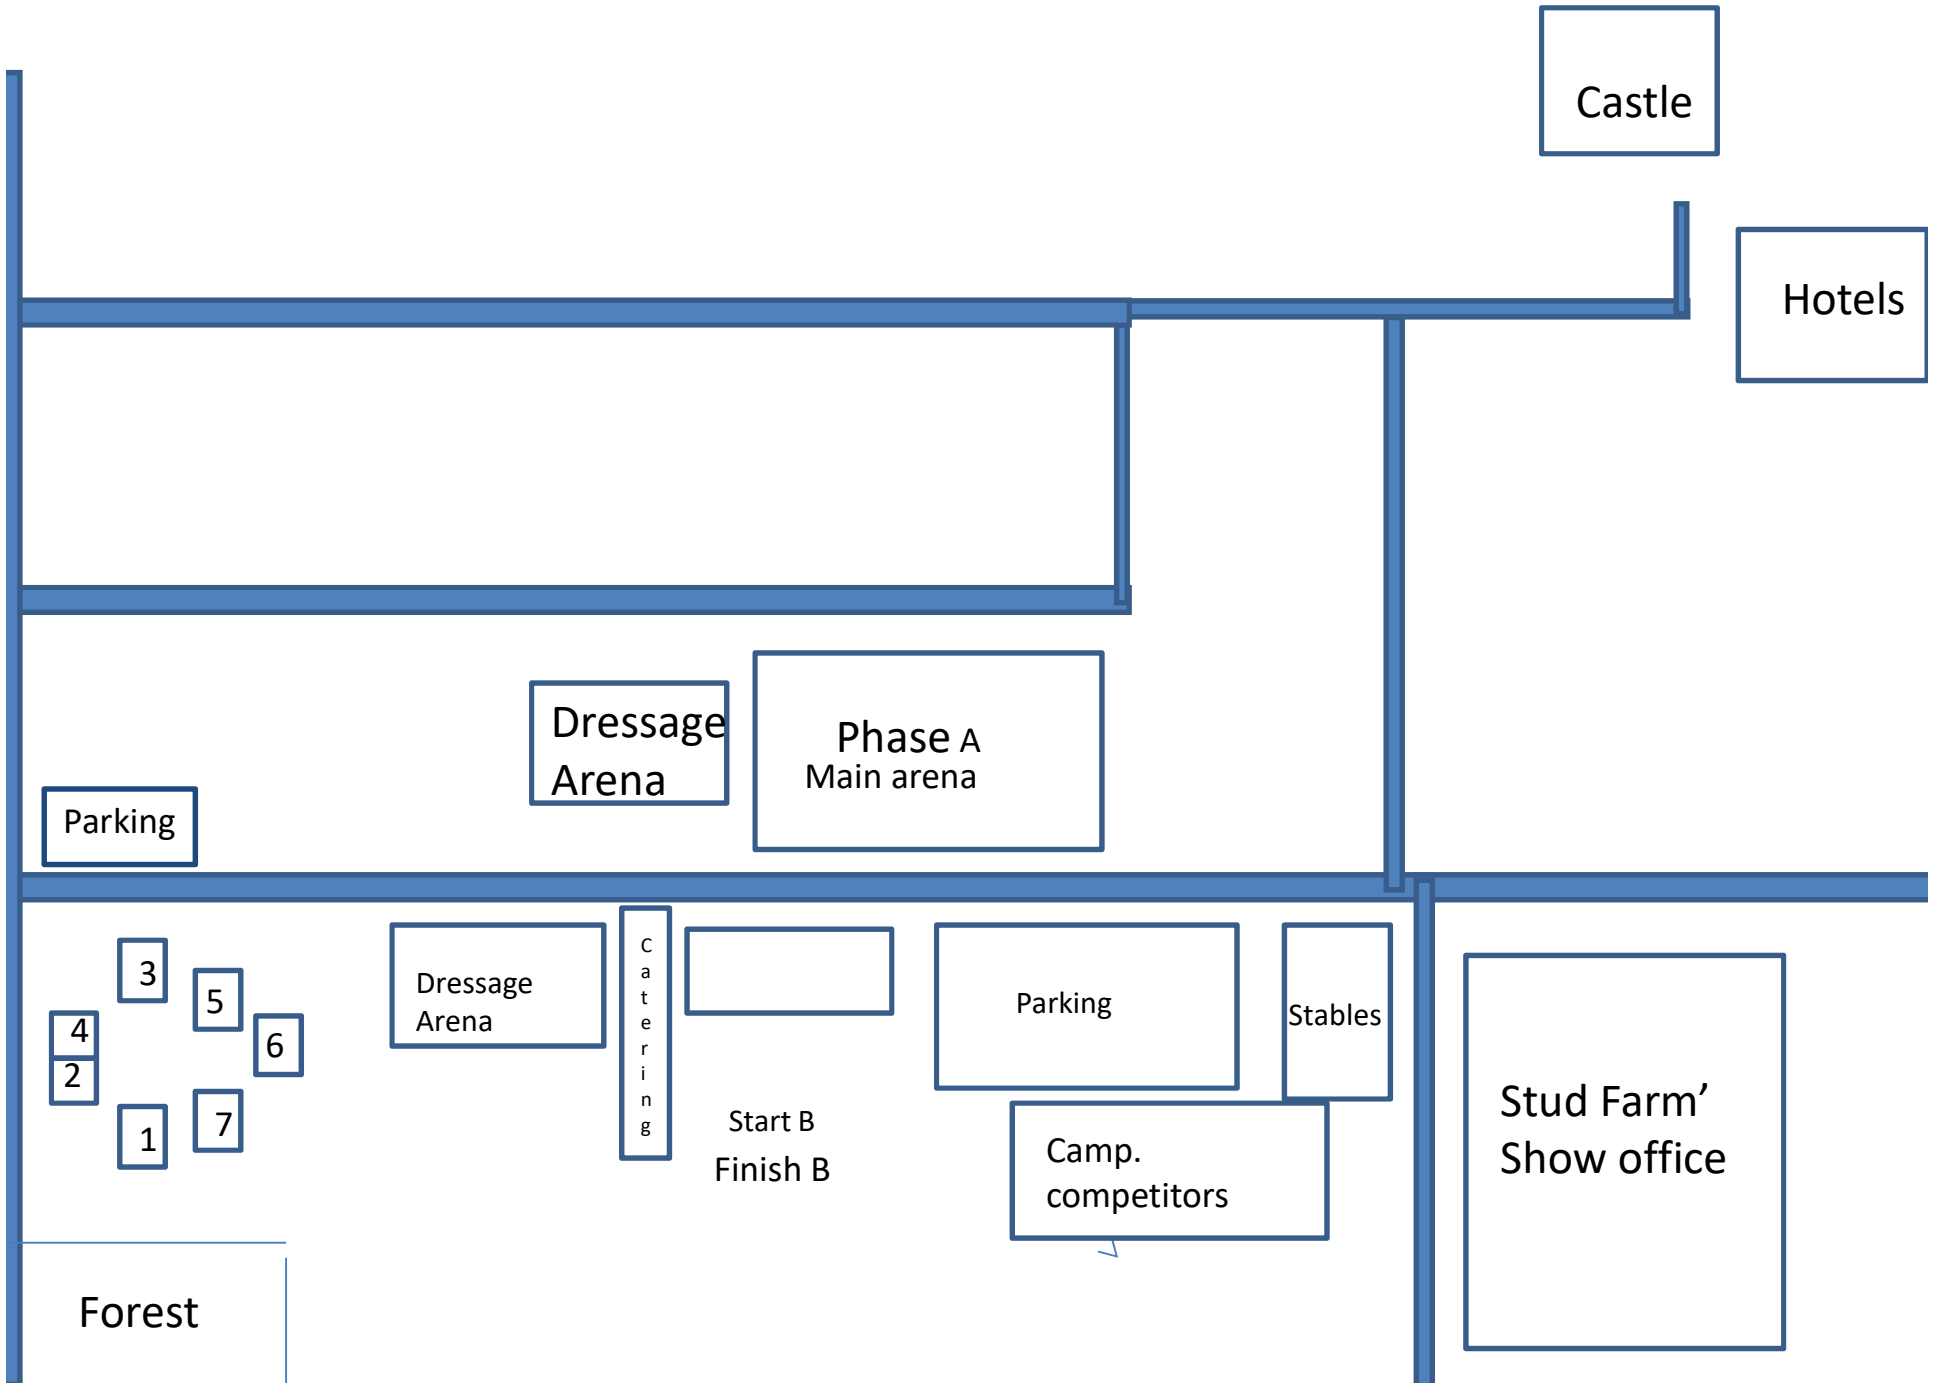 Castle
Hotels
Dressage
Arena
Phase A
Main arena
Parking
3
5
4
6
2
1
7
Dressage
Arena
Catering
Start B
Finish B
Parking
Stables
Camp.
competitors
Stud Farm’
Show office
Forest